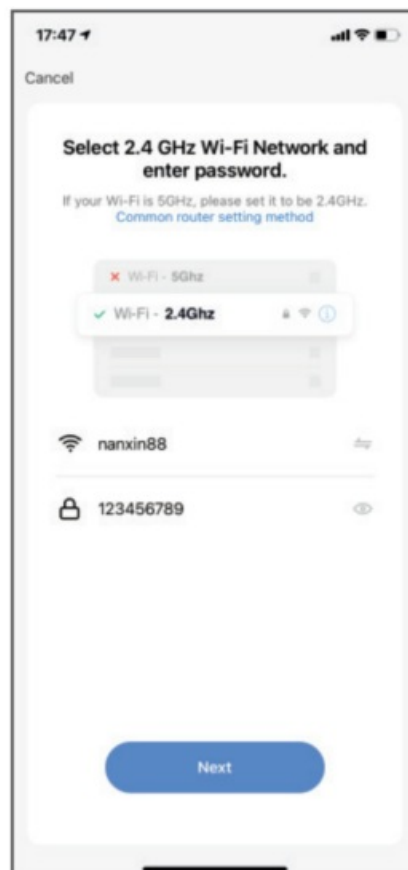 17:47
Cancel
Select 2.4 GHz Wi-Fi Network and
enter password.
If your Wi-Fi is 5GHz, please set it to be 2.4GHz.
Common router setting method
Wi-Fi - 5Ghz
Wi-Fi - 2.4Ghz
nanxin88
123456789
Next